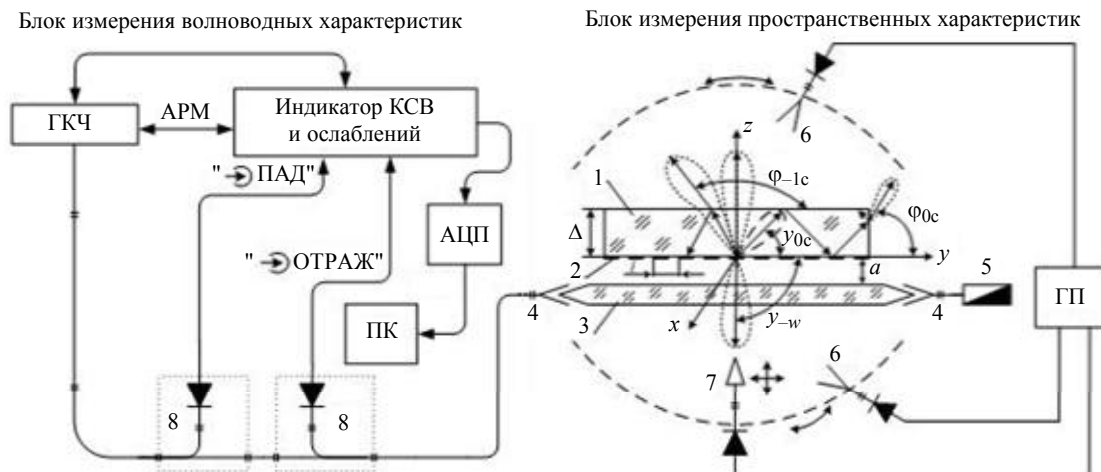 Блок измерения волноводных характеристик
Блок измерения пространственных характеристик
ГКЧ
АРМ
Индикатор КСВ
и ослаблений
" ПАД"
" ОТРАЖ"
АЦП
ПК
8
8
4
3
2
1
Δ
l
x
y
z
φ₋₁c
φ₀c
y₀c
y₋w
a
4
5
6
6
7
ГП